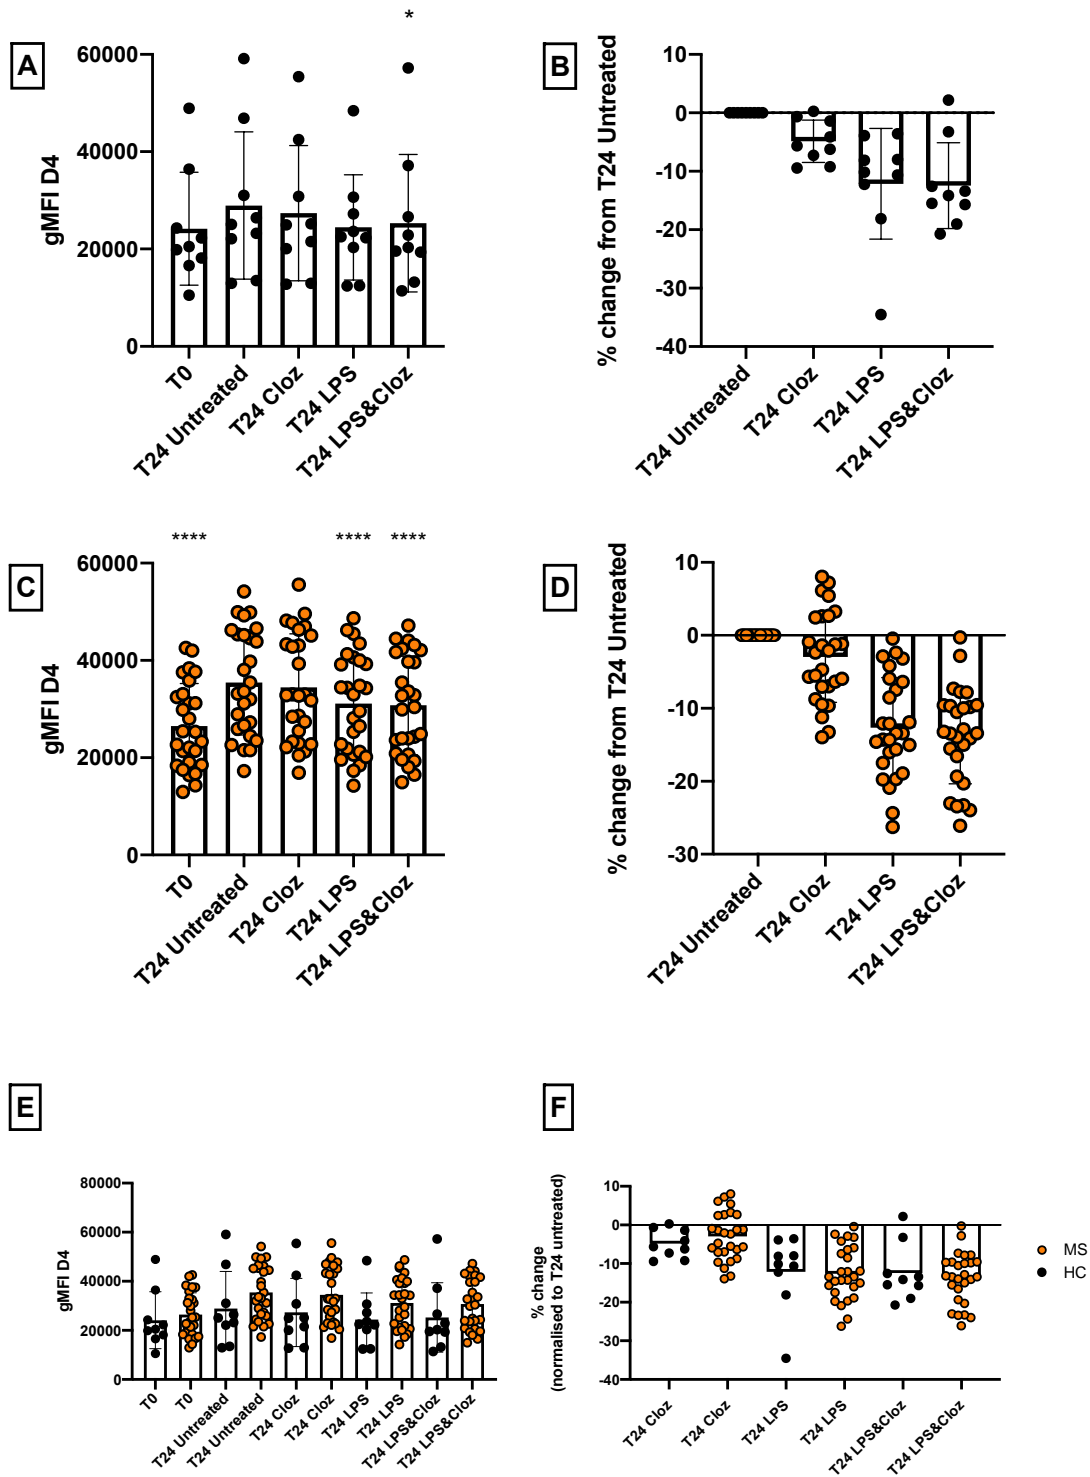 *
A
60000
40000
20000
0
gMFI D4
T0
T24 Untreated
T24 Cloz
T24 LPS
T24 LPS&Cloz
B
10
0
-10
-20
-30
-40
% change from T24 Untreated
T24 Untreated
T24 Cloz
T24 LPS
T24 LPS&Cloz
**** **** ****
C
60000
40000
20000
0
gMFI D4
T0
T24 Untreated
T24 Cloz
T24 LPS
T24 LPS&Cloz
D
10
0
-10
-20
-30
% change from T24 Untreated
T24 Untreated
T24 Cloz
T24 LPS
T24 LPS&Cloz
E
80000
60000
40000
20000
0
gMFI D4
T0
T0
T24 Untreated
T24 Untreated
T24 Cloz
T24 Cloz
T24 LPS
T24 LPS
T24 LPS&Cloz
T24 LPS&Cloz
F
10
0
-10
-20
-30
-40
% change
(normalised to T24 untreated)
T24 Cloz
T24 Cloz
T24 LPS
T24 LPS
T24 LPS&Cloz
T24 LPS&Cloz
MS
HC